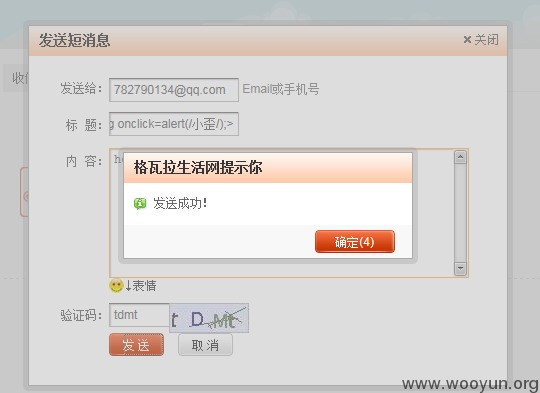 发送短消息
× 关闭
收
发送给: 782790134@qq.com Email或手机号
标 题: g onclick=alert(/小歪/);>
内 容: h
格瓦拉生活网提示你
发送成功!
确定(4)
↓表情
验证码: tdmt t D Mt
发 送 取 消
www.wooyun.org